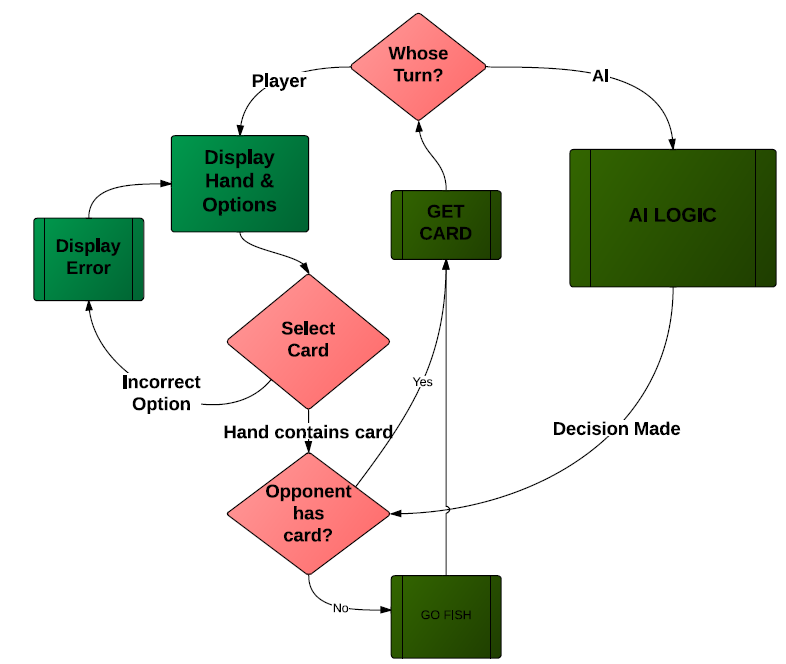 Whose
Turn?
Player
AI
Display
Hand &
Options
GET
CARD
AI LOGIC
Display
Error
Select
Card
Incorrect
Option
Yes
Hand contains card
Decision Made
Opponent
has
card?
No
GO FISH